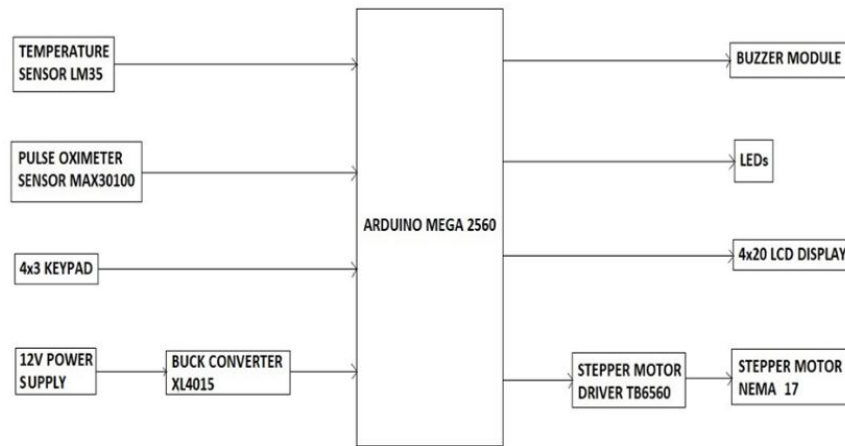 TEMPERATURE
SENSOR LM35
PULSE OXIMETER
SENSOR MAX30100
4x3 KEYPAD
12V POWER
SUPPLY
BUCK CONVERTER
XL4015
ARDUINO MEGA 2560
BUZZER MODULE
LEDs
4x20 LCD DISPLAY
STEPPER MOTOR
DRIVER TB6560
STEPPER MOTOR
NEMA 17